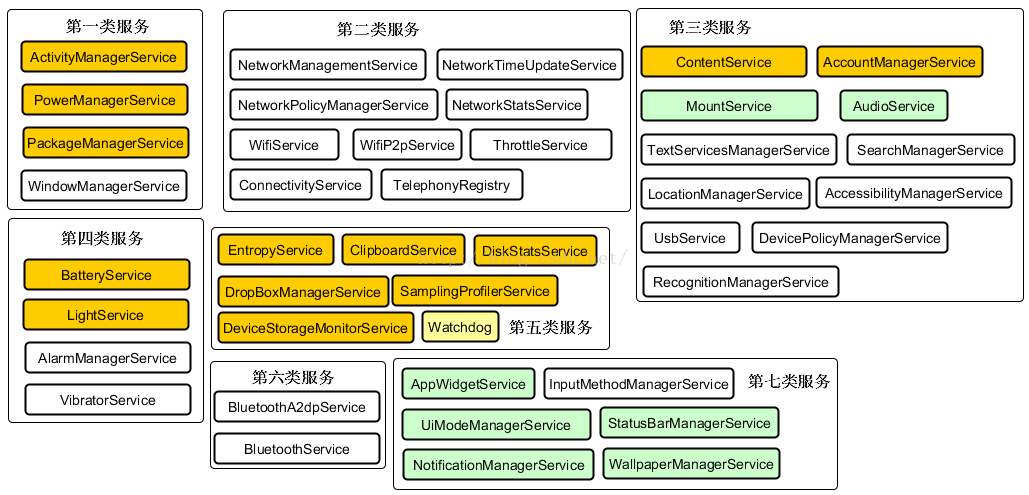 第一类服务
ActivityManagerService
PowerManagerService
PackageManagerService
WindowManagerService
第二类服务
NetworkManagementService NetworkTimeUpdateService
NetworkPolicyManagerService NetworkStatsService
WifiService WifiP2pService ThrottleService
ConnectivityService TelephonyRegistry
第三类服务
ContentService AccountManagerService
MountService AudioService
TextServicesManagerService SearchManagerService
LocationManagerService AccessibilityManagerService
UsbService DevicePolicyManagerService
RecognitionManagerService
第四类服务
BatteryService
LightService
AlarmManagerService
VibratorService
EntropyService ClipboardService DiskStatsService
DropBoxManagerService SamplingProfilerService
DeviceStorageMonitorService Watchdog 第五类服务
第六类服务
BluetoothA2dpService
BluetoothService
AppWidgetService InputMethodManagerService 第七类服务
UiModeManagerService StatusBarManagerService
NotificationManagerService WallpaperManagerService